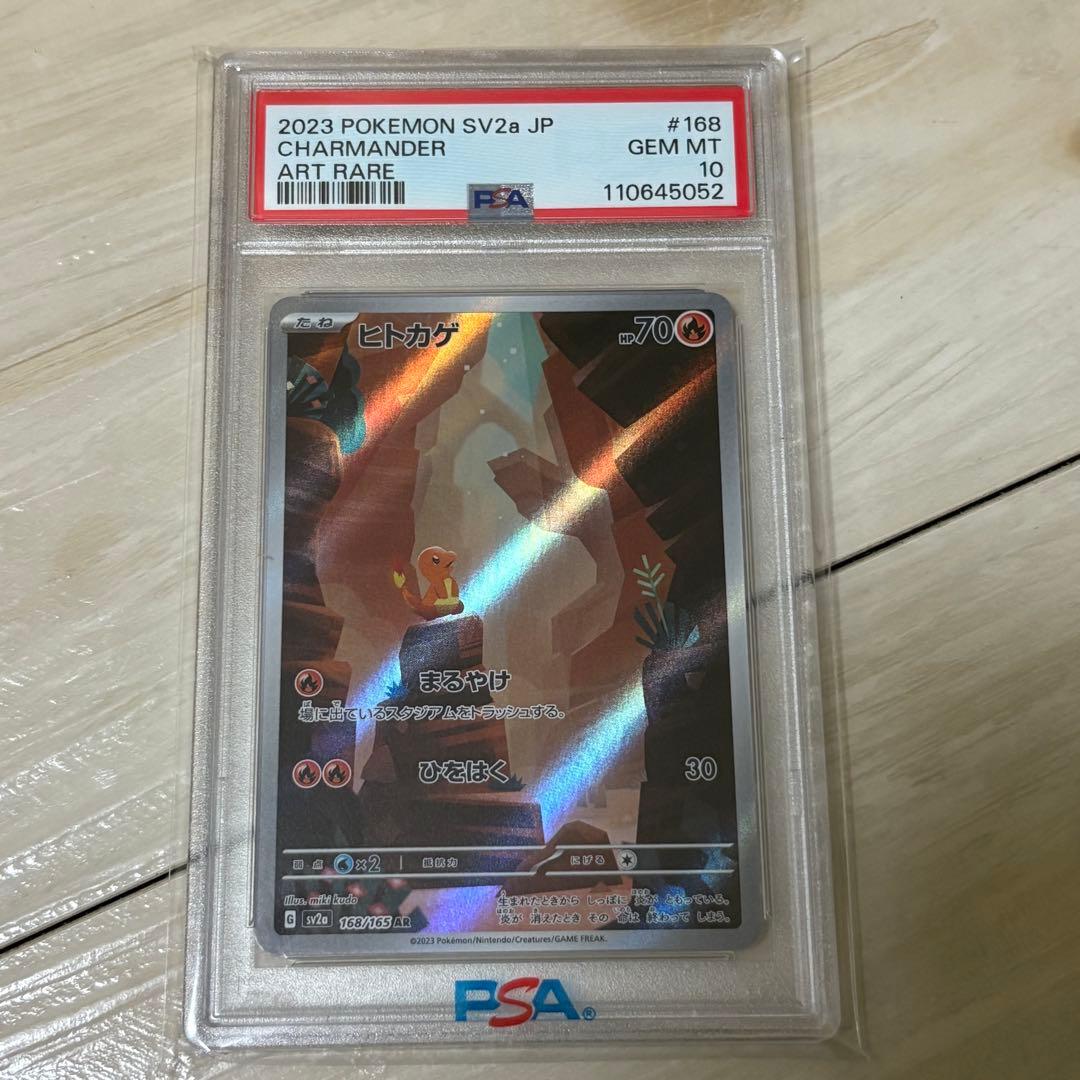 2023 POKEMON SV2a JP #168
CHARMANDER GEM MT
ART RARE 10
PSA 110645052
たね ヒトカゲ HP70
まるやけ
場に出ているスタジアムをトラッシュする。
ひをはく 30
弱点 ×2 抵抗力 にげる
Illus. miki kudo
生まれたときから しっぽに 炎が ともっている。
炎が 消えたとき その 命は 終わって しまう。
G sv2a 168/165 AR
©2023 Pokémon/Nintendo/Creatures/GAME FREAK.
PSA®